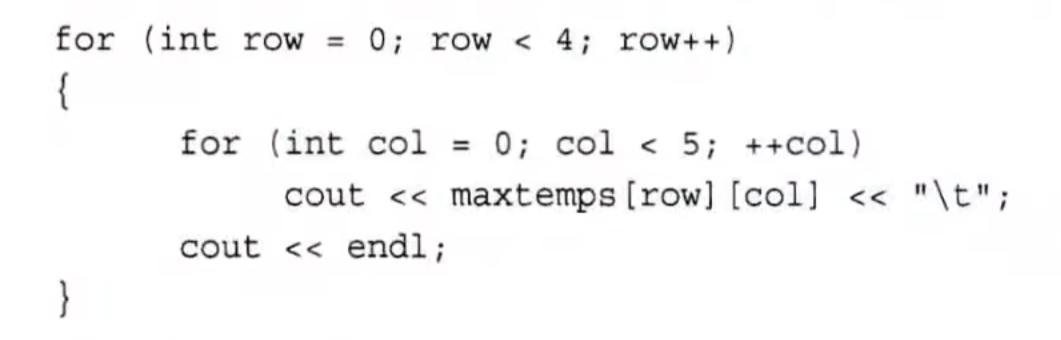 for (int row = 0; row < 4; row++)
{
for (int col = 0; col < 5; ++col)
cout << maxtemps[row][col] << "\t";
cout << endl;
}